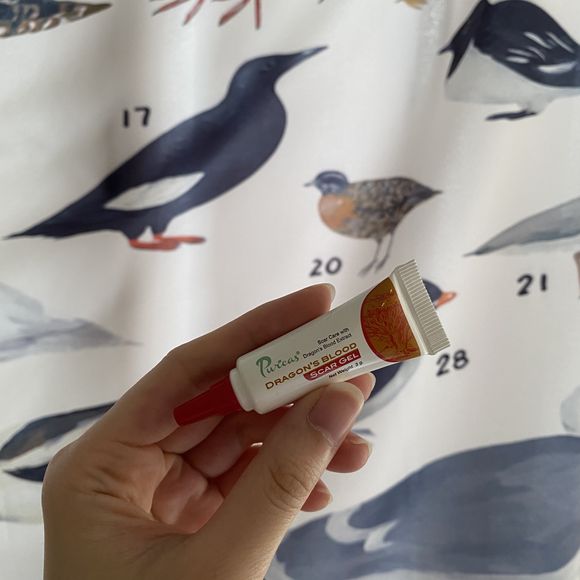 17
20
21
28
Scar Care with
Dragon's Blood Extract
Puricas®
DRAGON'S BLOOD
SCAR GEL
Net Weight 3 g